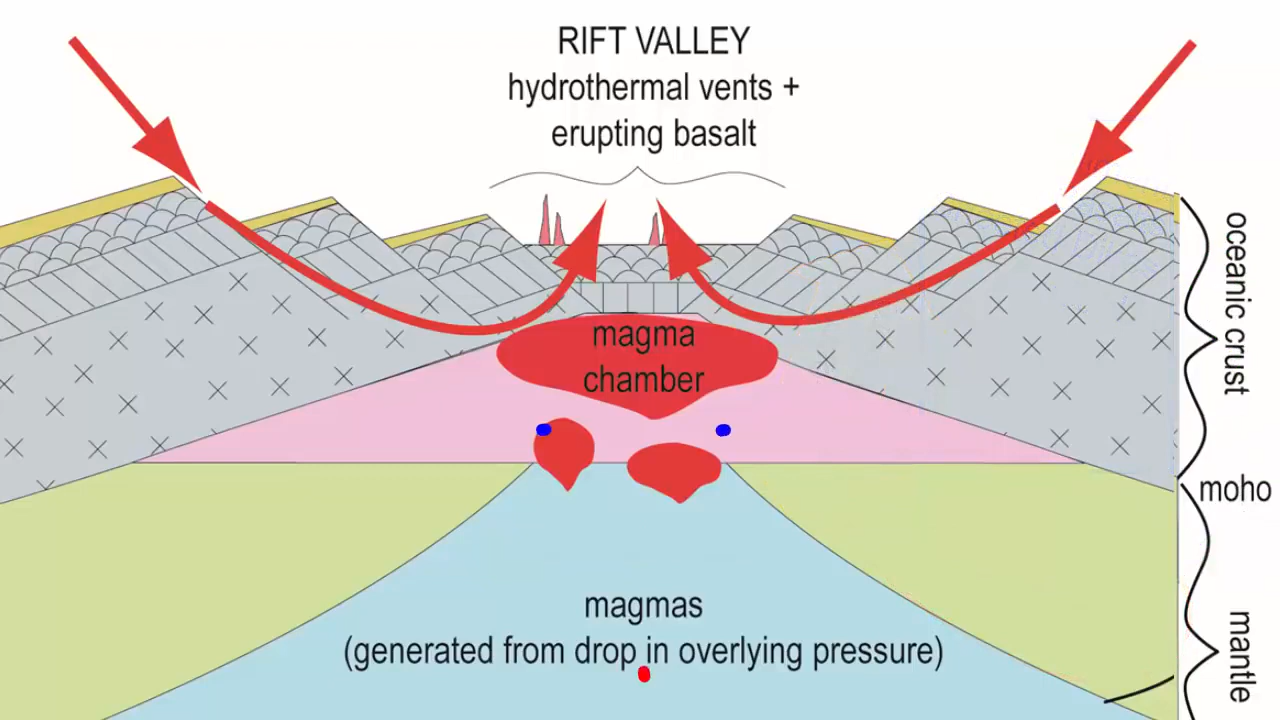 RIFT VALLEY
hydrothermal vents +
erupting basalt
magma
chamber
oceanic crust
moho
magmas
(generated from drop in overlying pressure)
mantle